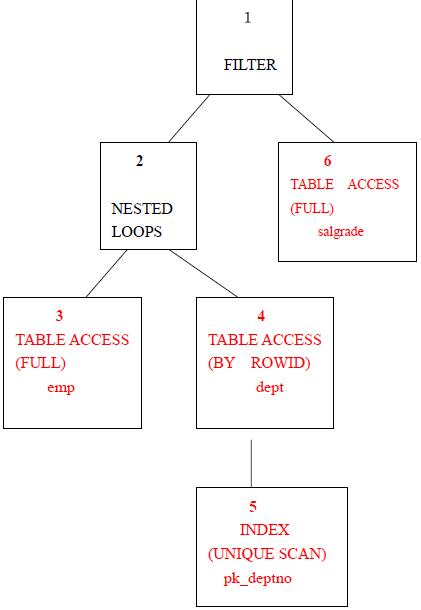 1
FILTER
2
NESTED
LOOPS
6
TABLE ACCESS
(FULL)
salgrade
3
TABLE ACCESS
(FULL)
emp
4
TABLE ACCESS
(BY ROWID)
dept
5
INDEX
(UNIQUE SCAN)
pk_deptno